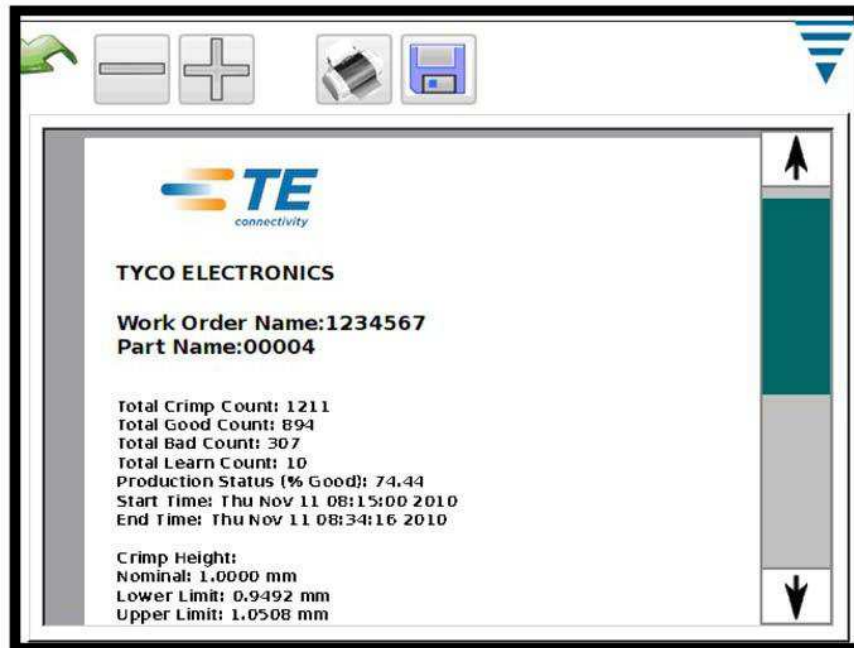 TE
connectivity
TYCO ELECTRONICS
Work Order Name:1234567
Part Name:00004
Total Crimp Count: 1211
Total Good Count: 894
Total Bad Count: 307
Total Learn Count: 10
Production Status (% Good): 74.44
Start Time: Thu Nov 11 08:15:00 2010
End Time: Thu Nov 11 08:34:16 2010
Crimp Height:
Nominal: 1.0000 mm
Lower Limit: 0.9492 mm
Upper Limit: 1.0508 mm